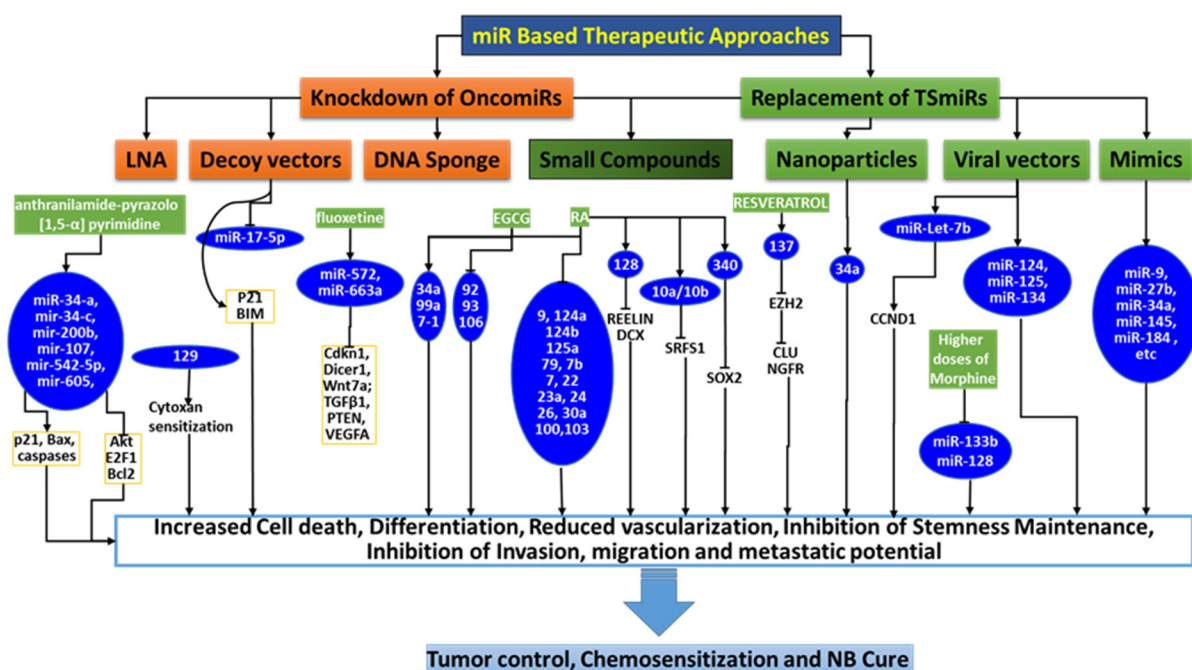 miR Based Therapeutic Approaches
Knockdown of OncomiRs
Replacement of TSmiRs
LNA
Decoy vectors
DNA Sponge
Small Compounds
Nanoparticles
Viral vectors
Mimics
anthranilamide-pyrazolo
[1,5-α] pyrimidine
miR-34-a,
mir-34-c,
mir-200b,
mir-107,
miR-542-5p,
mir-605,
p21, Bax,
caspases
Akt
E2F1
Bcl2
129
Cytoxan
sensitization
miR-17-5p
P21
BIM
fluoxetine
miR-572,
miR-663a
Cdkn1,
Dicer1,
Wnt7a;
TGFβ1,
PTEN,
VEGFA
EGCG
34a
99a
7-1
92
93
106
RA
9, 124a
124b
125a
79, 7b
7, 22
23a, 24
26, 30a
100,103
128
REELIN
DCX
10a/10b
SRFS1
340
SOX2
RESVERATROL
137
EZH2
CLU
NGFR
34a
miR-Let-7b
CCND1
miR-124,
miR-125,
miR-134
Higher
doses of
Morphine
miR-133b
miR-128
miR-9,
miR-27b,
miR-34a,
miR-145,
miR-184 ,
etc
Increased Cell death, Differentiation, Reduced vascularization, Inhibition of Stemness Maintenance,
Inhibition of Invasion, migration and metastatic potential
Tumor control, Chemosensitization and NB Cure